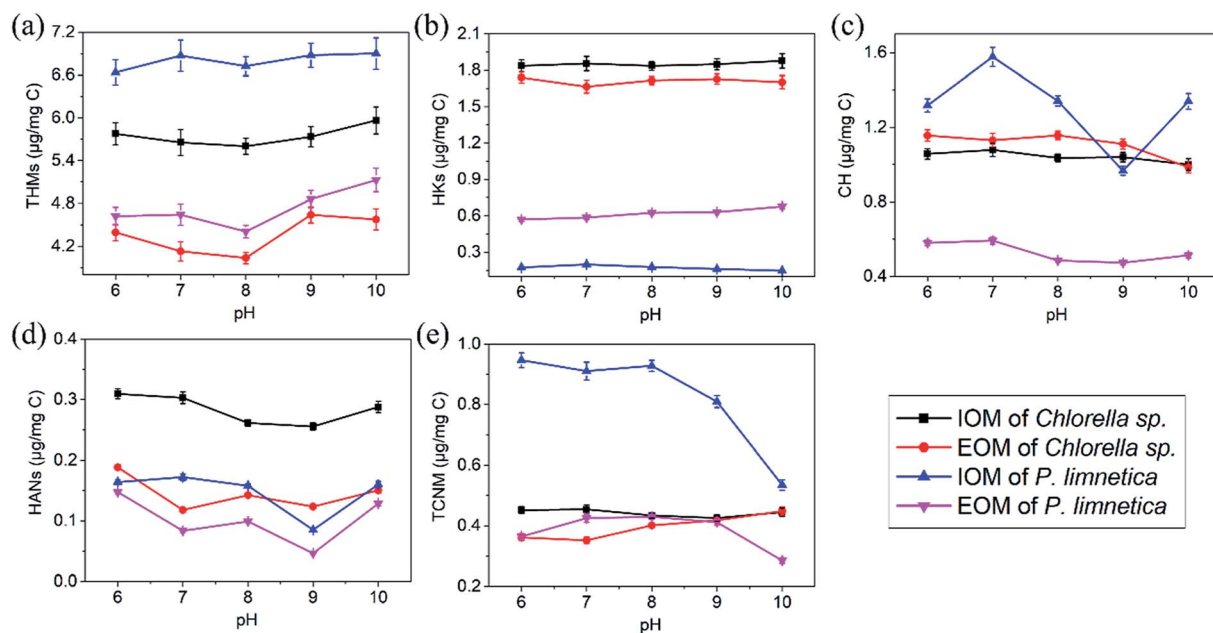 (a)
7.2
6.6
6.0
5.4
4.8
4.2
THMs (µg/mg C)
6 7 8 9 10
pH
(b)
2.1
1.8
1.5
1.2
0.9
0.6
0.3
HKs (µg/mg C)
6 7 8 9 10
pH
(c)
1.6
1.2
0.8
0.4
CH (µg/mg C)
6 7 8 9 10
pH
(d)
0.4
0.3
0.2
0.1
0.0
HANs (µg/mg C)
6 7 8 9 10
pH
(e)
1.0
0.8
0.6
0.4
0.2
TCNM (µg/mg C)
6 7 8 9 10
pH
IOM of Chlorella sp.
EOM of Chlorella sp.
IOM of P. limnetica
EOM of P. limnetica